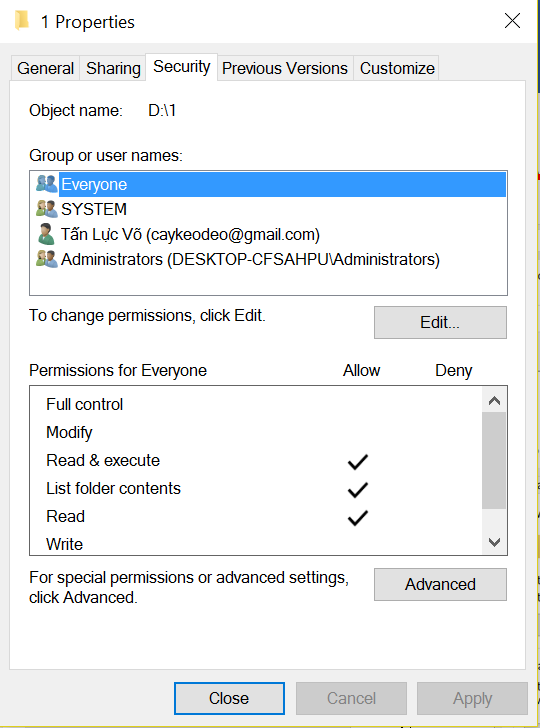 1 Properties
General Sharing Security Previous Versions Customize
Object name: D:\1
Group or user names:
Everyone
SYSTEM
Tấn Lực Võ (caykeodeo@gmail.com)
Administrators (DESKTOP-CFSAHPU\Administrators)
To change permissions, click Edit.
Edit...
Permissions for Everyone Allow Deny
Full control
Modify
Read & execute
List folder contents
Read
Write
For special permissions or advanced settings,
click Advanced.
Advanced
Close Cancel Apply